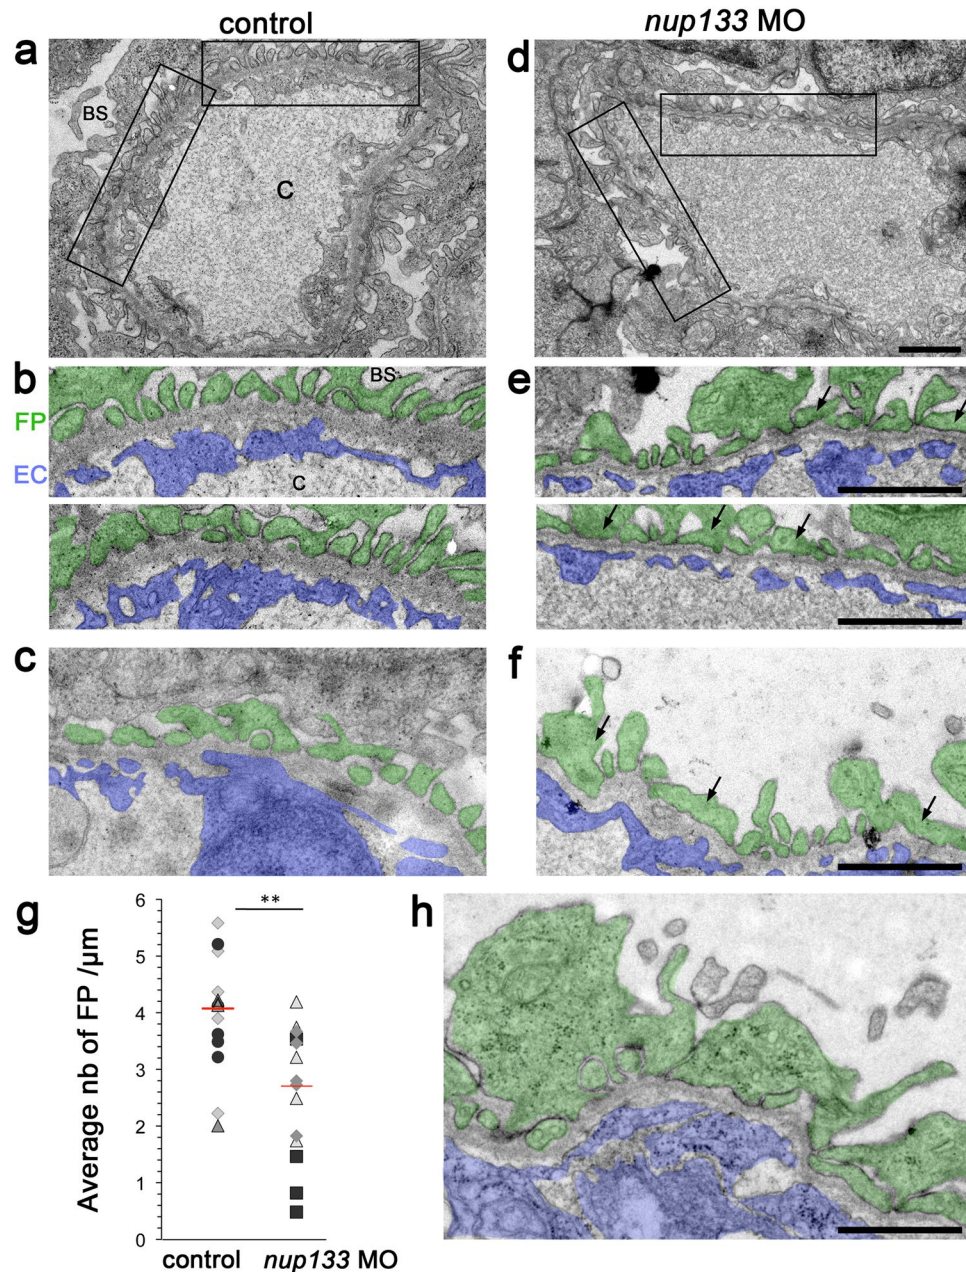 control
nup133 MO
a
BS
C
d
b
BS
FP
EC
C
e
c
f
g
**
Average nb of FP /µm
6
5
4
3
2
1
0
control
nup133 MO
h